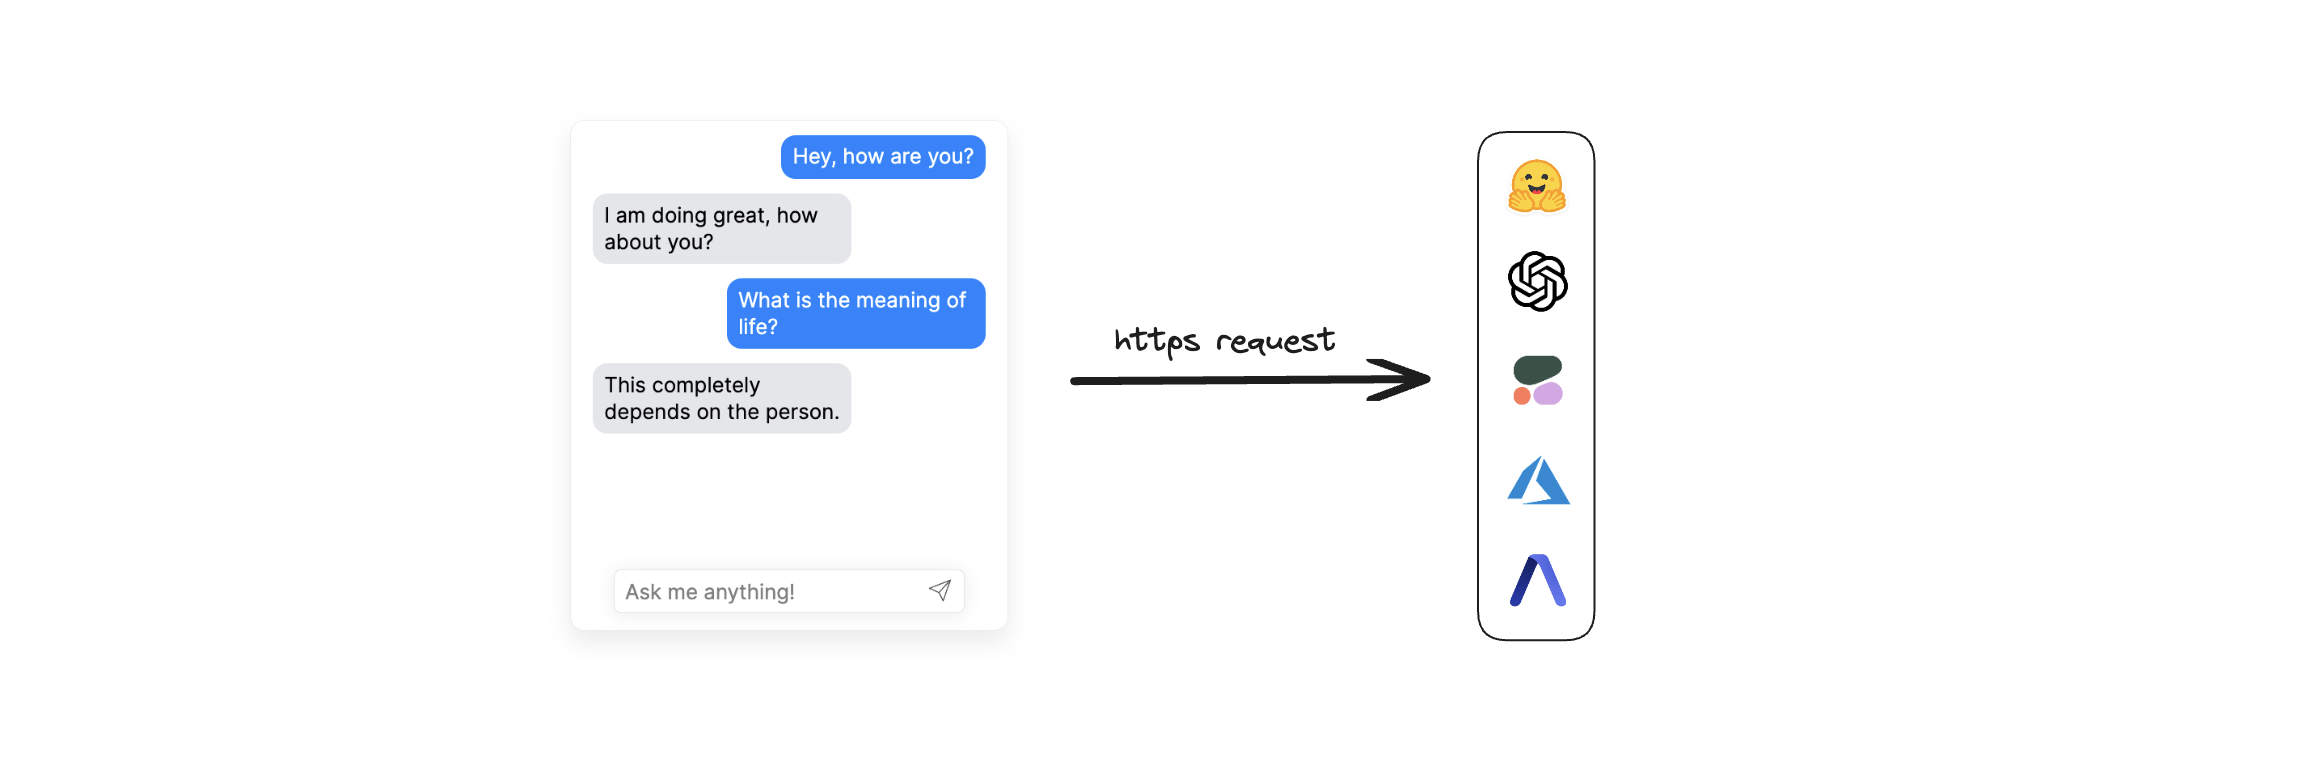 Hey, how are you?
I am doing great, how
about you?
What is the meaning of
life?
This completely
depends on the person.
Ask me anything!
https request